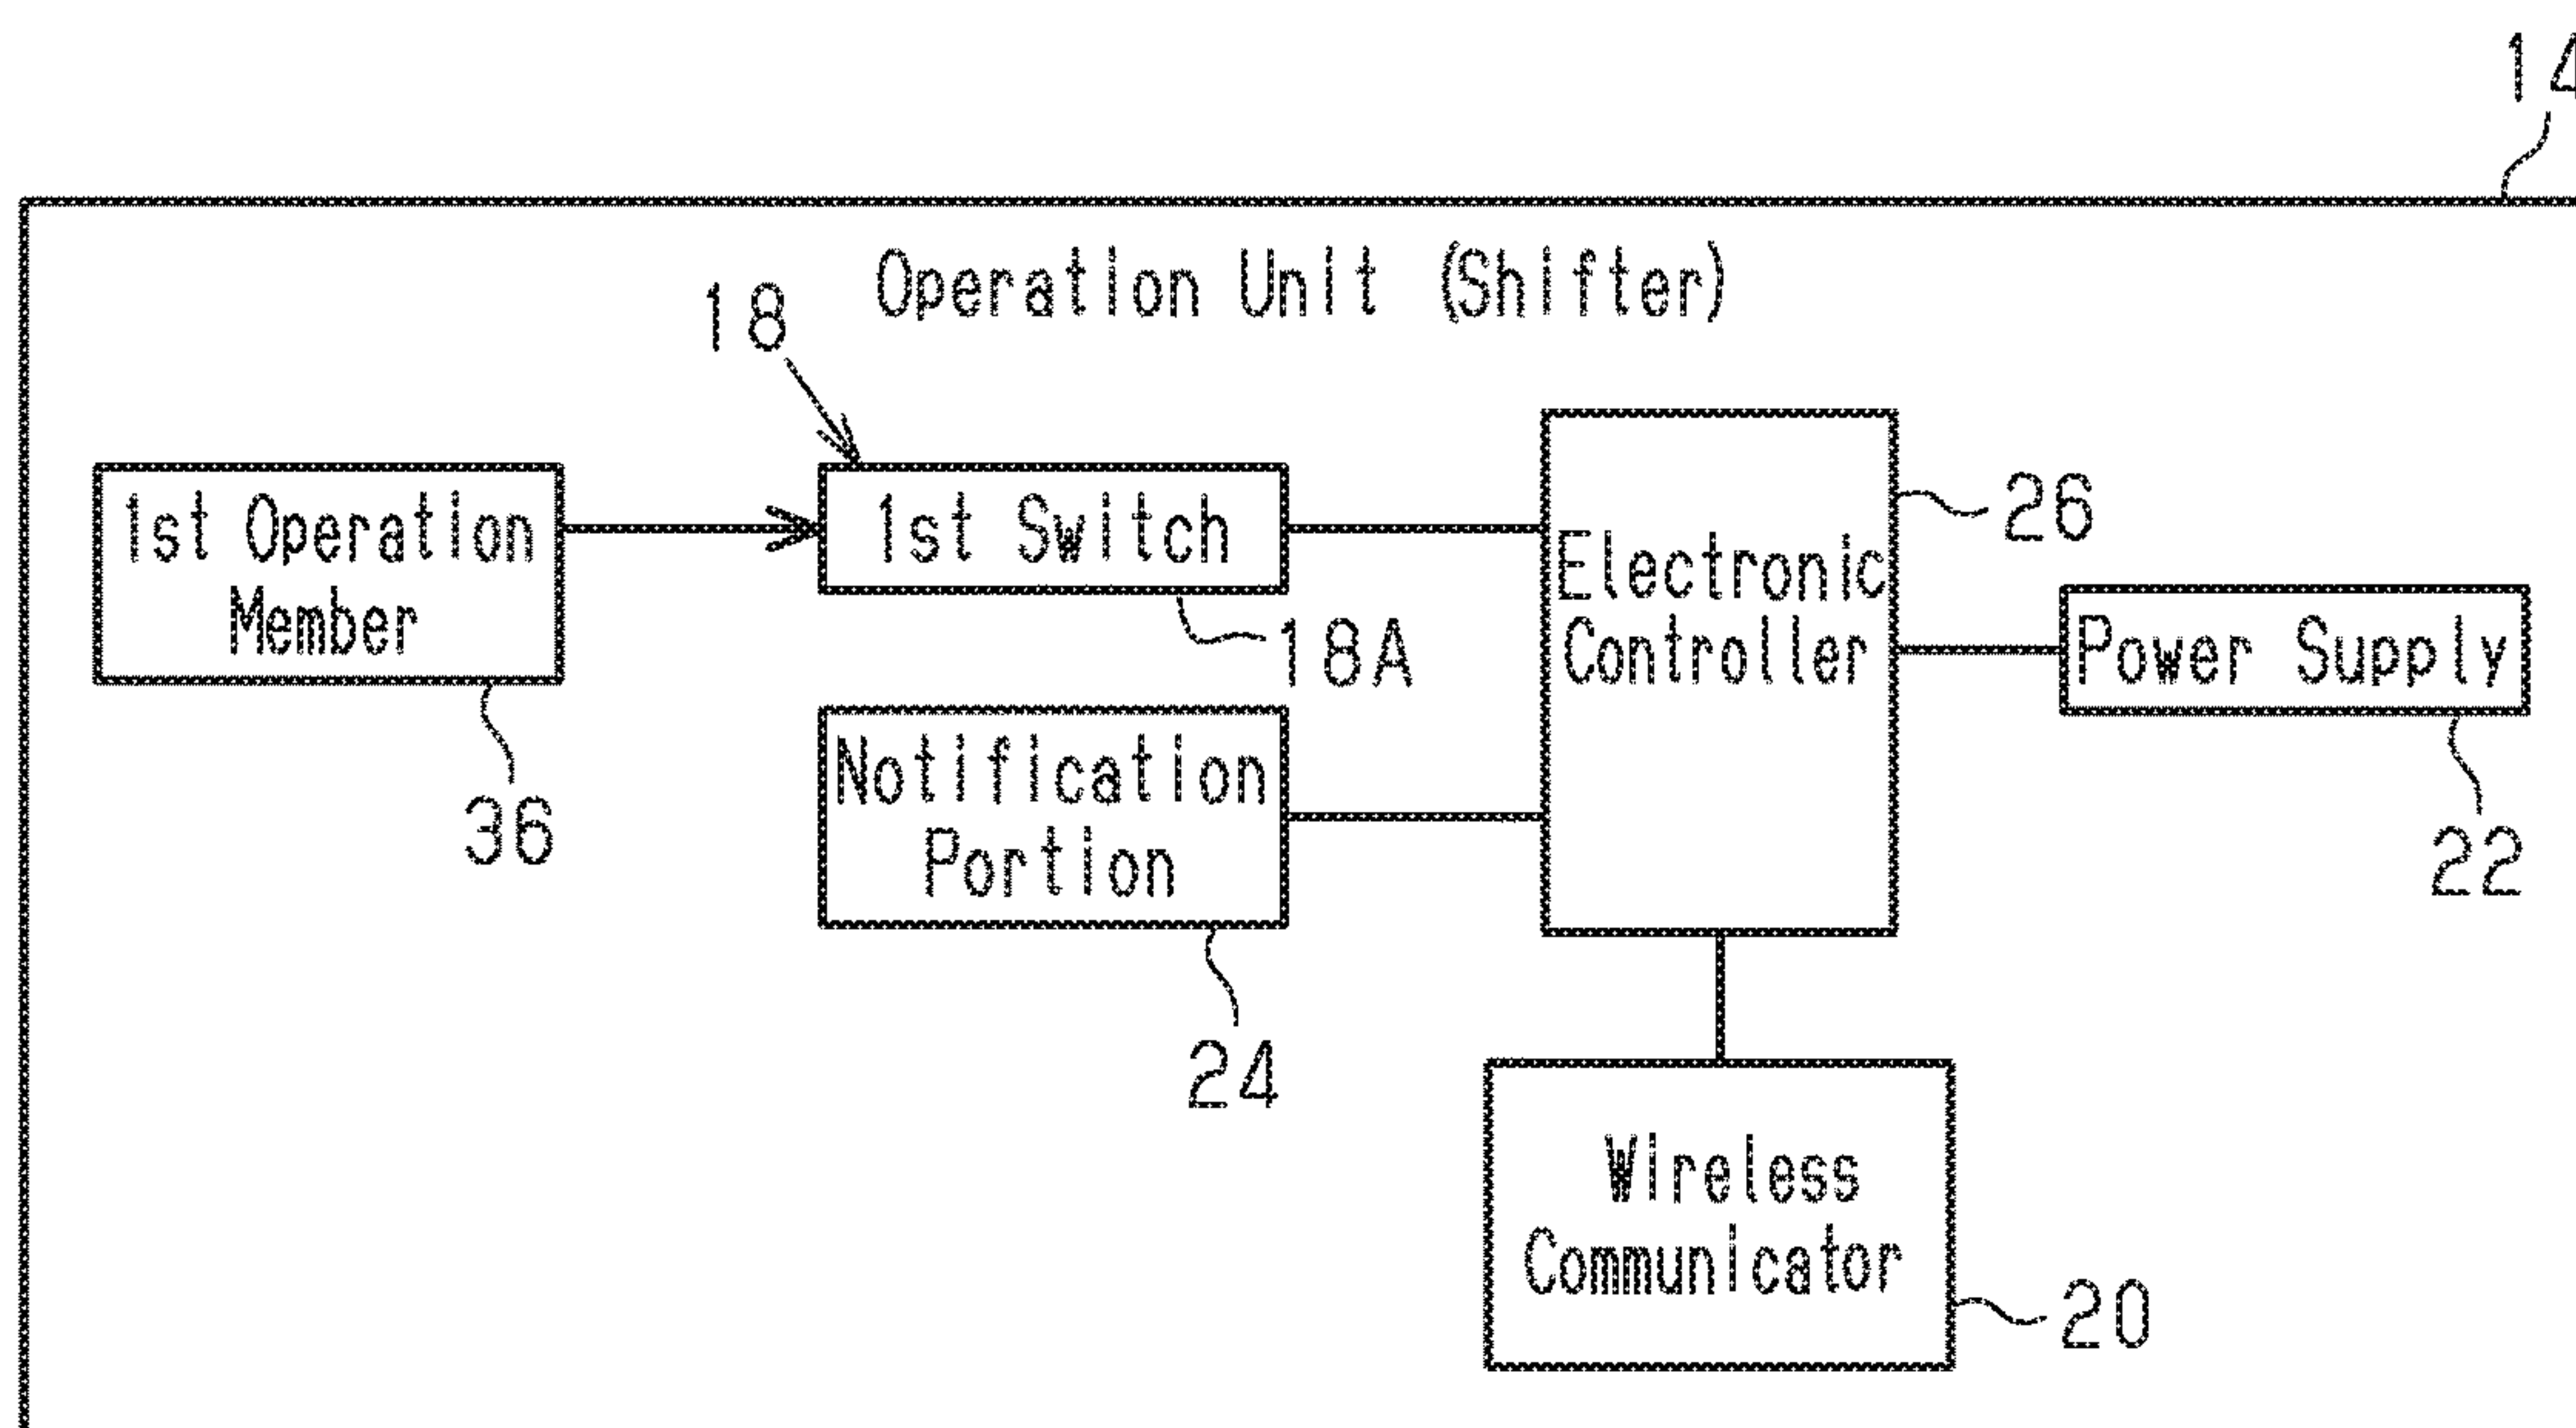 14
Operation Unit (Shifter)
18
1st Operation
Member
1st Switch
Electronic
Controller
26
Power Supply
18A
Notification
Portion
36
22
24
Wireless
Communicator
20